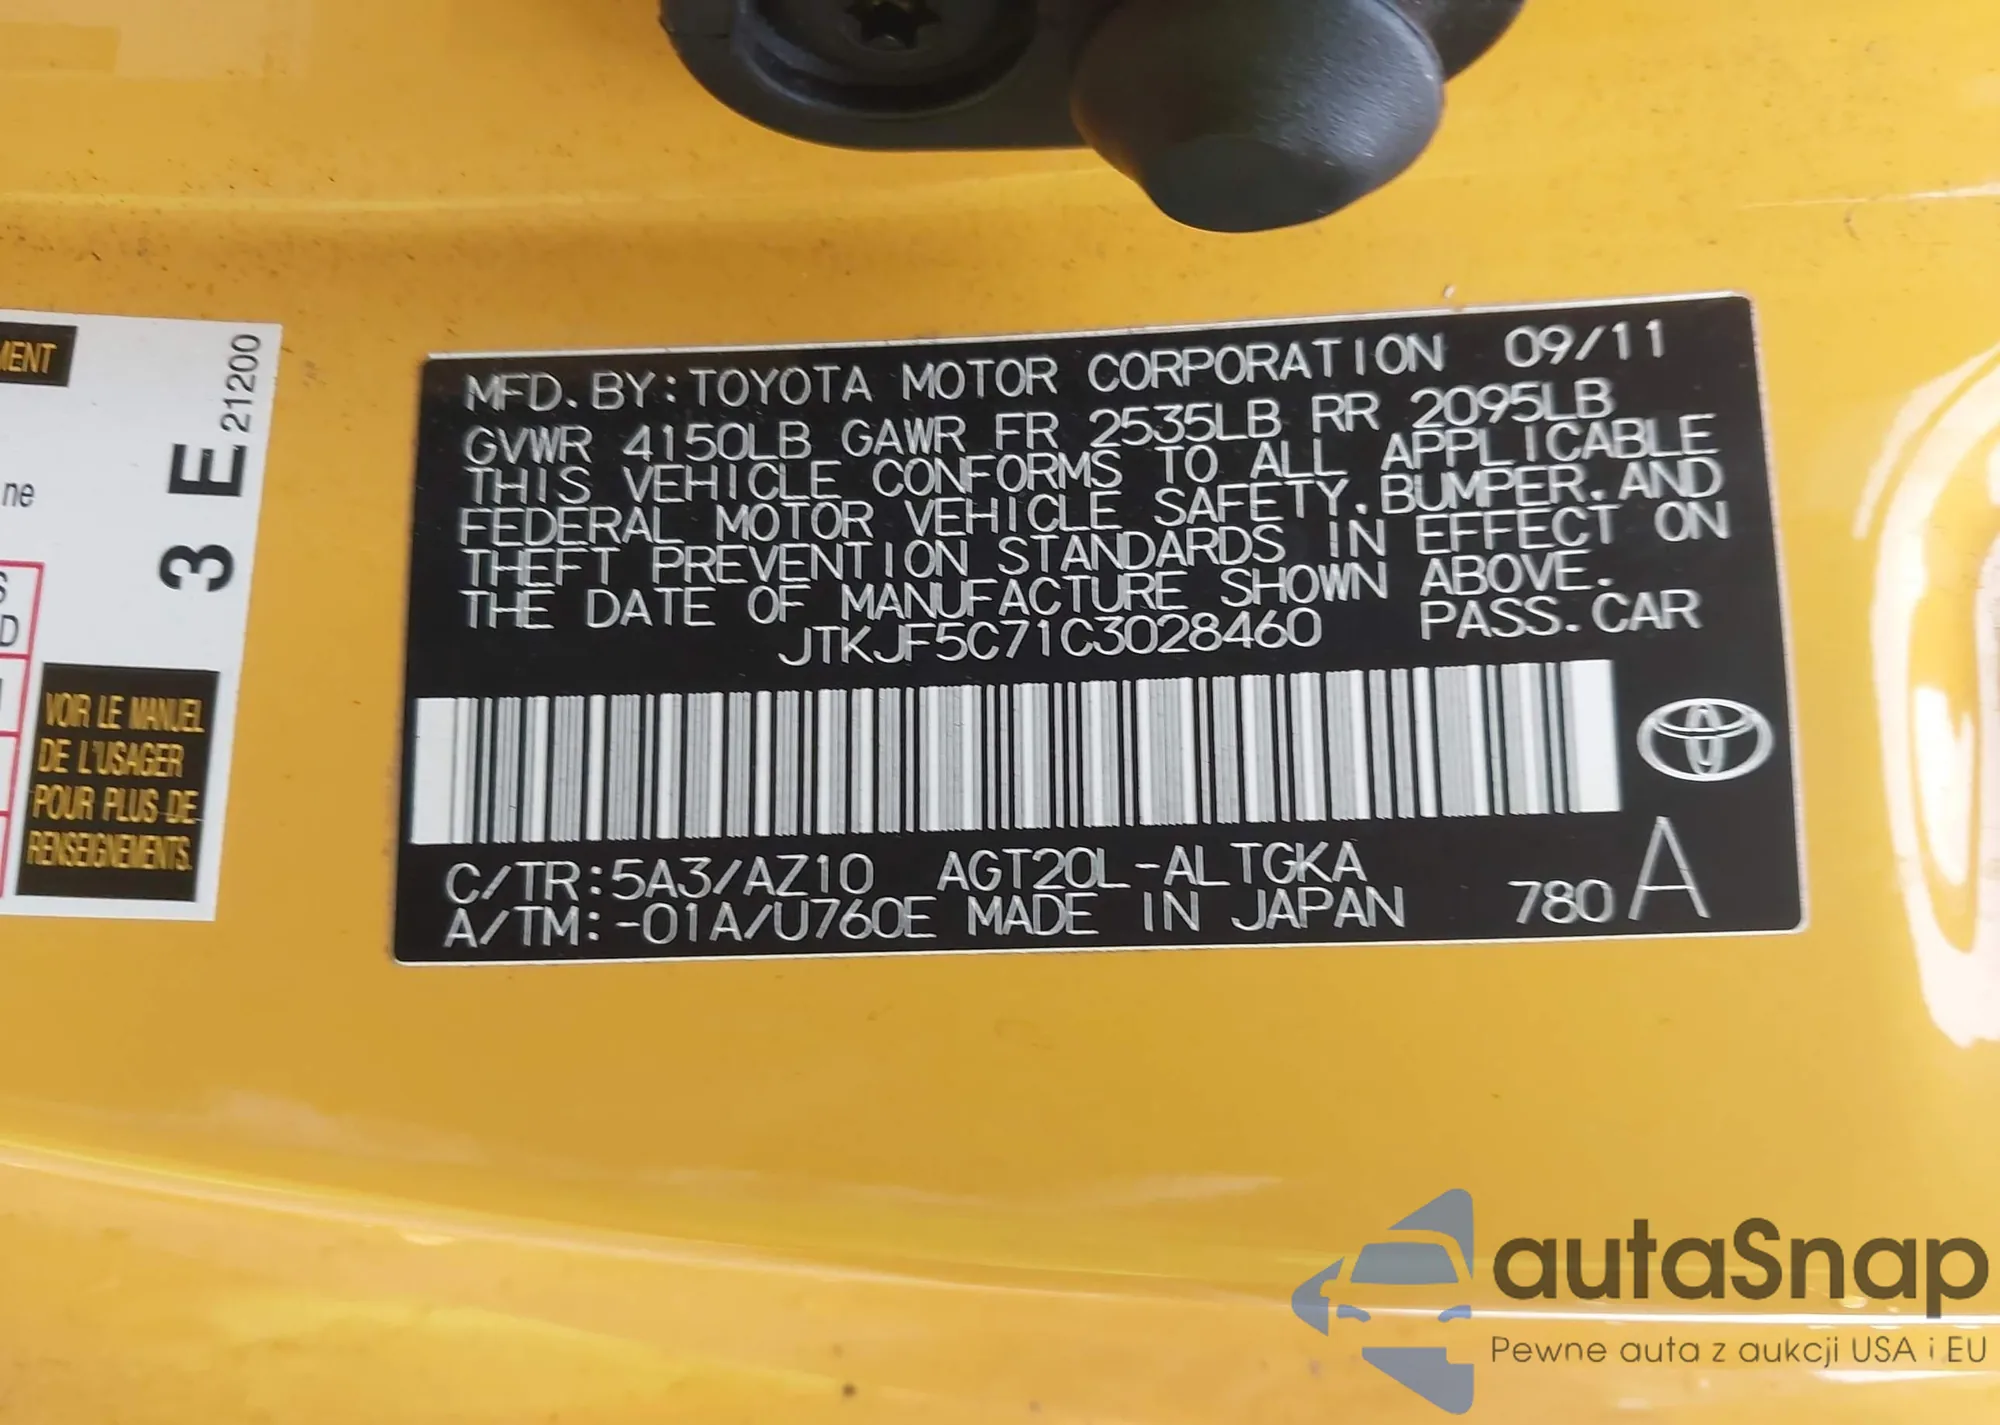 MENT
ne
S
D
3 E 21200
VOIR LE MANUEL
DE L'USAGER
POUR PLUS DE
RENSEIGNEMENTS.
MFD. BY: TOYOTA MOTOR CORPORATION 09/11
GVWR 4150LB GAWR FR 2535LB RR 2095LB
THIS VEHICLE CONFORMS TO ALL APPLICABLE
FEDERAL MOTOR VEHICLE SAFETY.BUMPER.AND
THEFT PREVENTION STANDARDS IN EFFECT ON
THE DATE OF MANUFACTURE SHOWN ABOVE.
JTKJF5C71C3028460 PASS.CAR
C/TR:5A3/AZ10 AGT20L-ALTGKA
A/TM:-01A/U760E MADE IN JAPAN 780 A
autaSnap
Pewne auta z aukcji USA i EU